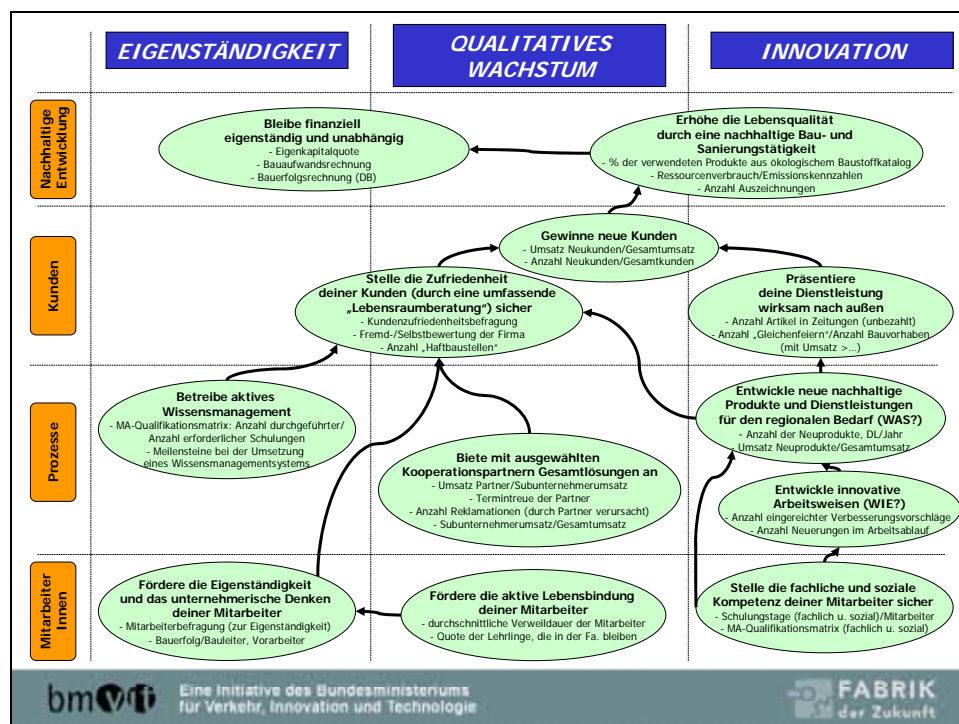 EIGENSTÄNDIGKEIT
QUALITATIVES
WACHSTUM
INNOVATION
Nachhaltige
Entwicklung
Bleibe finanziell
eigenständig und unabhängig
- Eigenkapitalquote
- Bauaufwandsrechnung
- Bauerfolgsrechnung (DB)
Erhöhe die Lebensqualität
durch eine nachhaltige Bau- und
Sanierungstätigkeit
- % der verwendeten Produkte aus ökologischem Baustoffkatalog
- Ressourcenverbrauch/Emissionskennzahlen
- Anzahl Auszeichnungen
Kunden
Gewinne neue Kunden
- Umsatz Neukunden/Gesamtumsatz
- Anzahl Neukunden/Gesamtkunden
Stelle die Zufriedenheit
deiner Kunden (durch eine umfassende
„Lebensraumberatung“) sicher
- Kundenzufriedenheitsbefragung
- Fremd-/Selbstbewertung der Firma
- Anzahl „Haftbaustellen“
Präsentiere
deine Dienstleistung
wirksam nach außen
- Anzahl Artikel in Zeitungen (unbezahlt)
- Anzahl „Gleichenfeiern“/Anzahl Bauvorhaben
(mit Umsatz >...)
Prozesse
Betreibe aktives
Wissensmanagement
- MA-Qualifikationsmatrix: Anzahl durchgeführter/
Anzahl erforderlicher Schulungen
- Meilensteine bei der Umsetzung
eines Wissensmanagementsystems
Biete mit ausgewählten
Kooperationspartnern Gesamtlösungen an
- Umsatz Partner/Subunternehmerumsatz
- Termintreue der Partner
- Anzahl Reklamationen (durch Partner verursacht)
- Subunternehmerumsatz/Gesamtumsatz
Entwickle neue nachhaltige
Produkte und Dienstleistungen
für den regionalen Bedarf (WAS?)
- Anzahl der Neuprodukte, DL/Jahr
- Umsatz Neuprodukte/Gesamtumsatz
Entwickle innovative
Arbeitsweisen (WIE?)
- Anzahl eingereichter Verbesserungsvorschläge
- Anzahl Neuerungen im Arbeitsablauf
Mitarbeiter
Innen
Fördere die Eigenständigkeit
und das unternehmerische Denken
deiner Mitarbeiter
- Mitarbeiterbefragung (zur Eigenständigkeit)
- Bauerfolg/Bauleiter, Vorarbeiter
Fördere die aktive Lebensbindung
deiner Mitarbeiter
- durchschnittliche Verweildauer der Mitarbeiter
- Quote der Lehrlinge, die in der Fa. bleiben
Stelle die fachliche und soziale
Kompetenz deiner Mitarbeiter sicher
- Schulungstage (fachlich u. sozial)/Mitarbeiter
- MA-Qualifikationsmatrix (fachlich u. sozial)
bmvit
Eine Initiative des Bundesministeriums
für Verkehr, Innovation und Technologie
FABRIK
der Zukunft